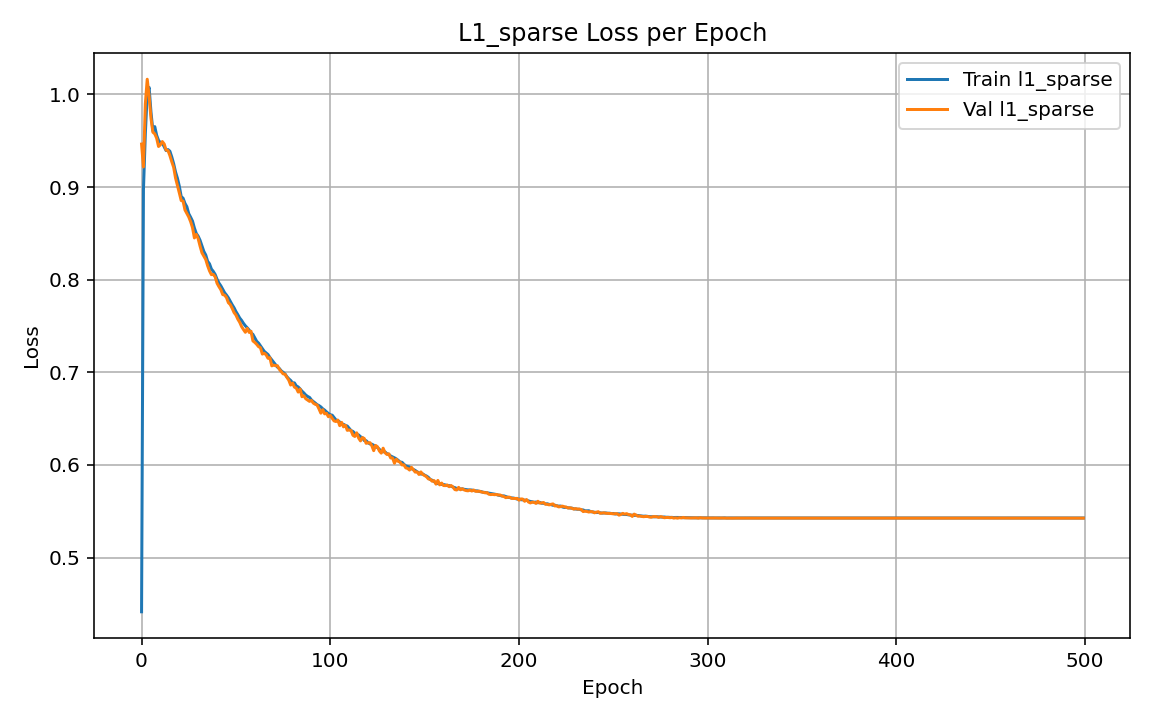 L1_sparse Loss per Epoch
Train l1_sparse
Val l1_sparse
Loss
1.0
0.9
0.8
0.7
0.6
0.5
0 100 200 300 400 500
Epoch